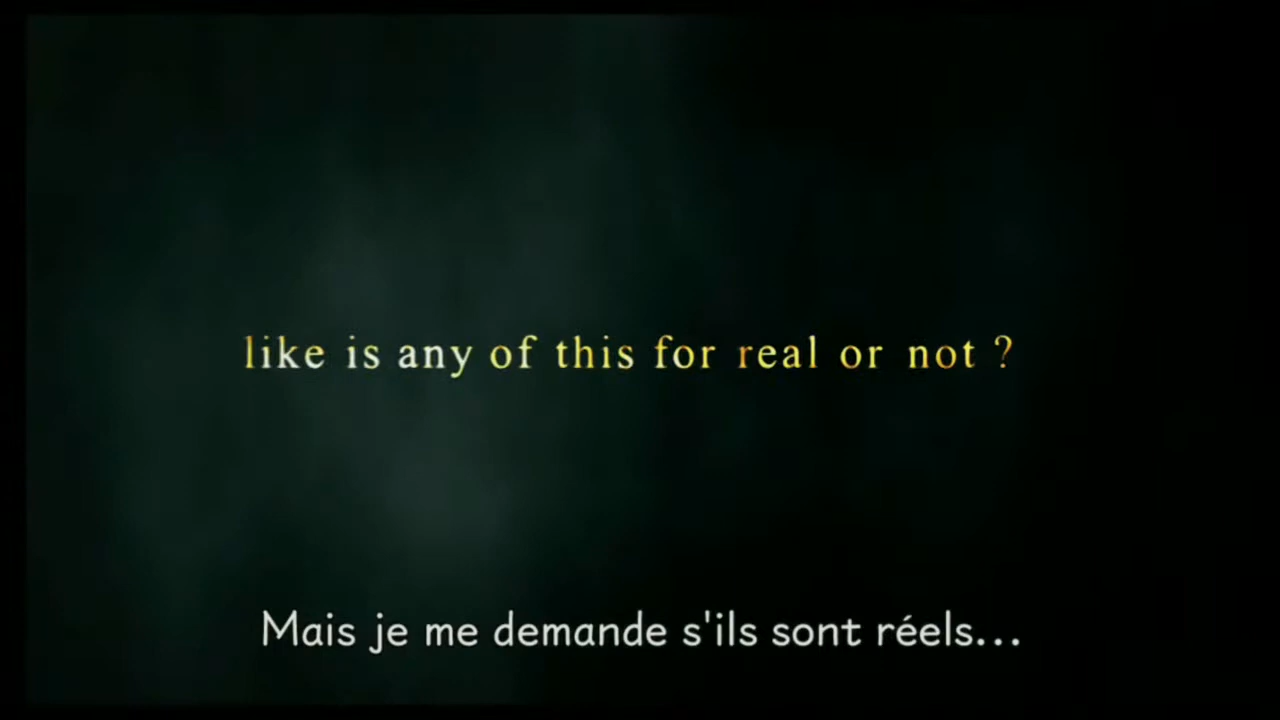 like is any of this for real or not ?
Mais je me demande s'ils sont réels...